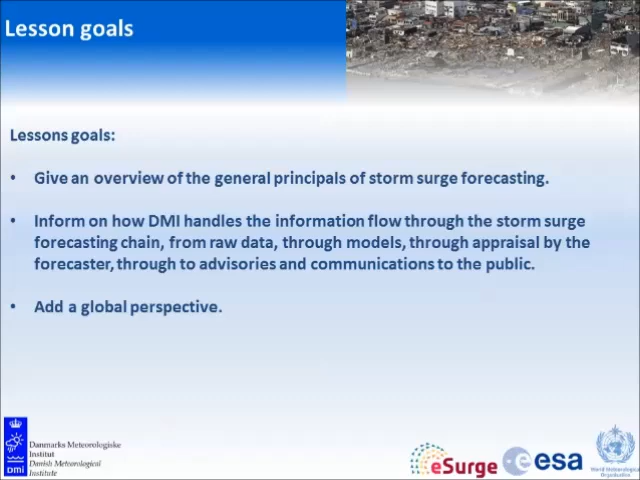 Lesson goals
Lessons goals:
• Give an overview of the general principals of storm surge forecasting.
• Inform on how DMI handles the information flow through the storm surge
forecasting chain, from raw data, through models, through appraisal by the
forecaster, through to advisories and communications to the public.
• Add a global perspective.
dmi
Danmarks Meteorologiske
Institut
Danish Meteorological
Institute
eSurge
esa
World Meteorological
Organization